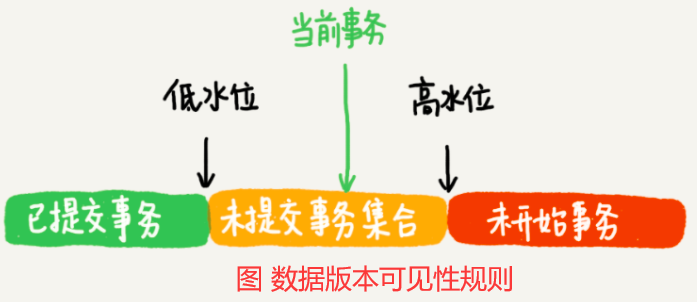 当前事务
低水位
高水位
已提交事务
未提交事务集合
未开始事务
图 数据版本可见性规则